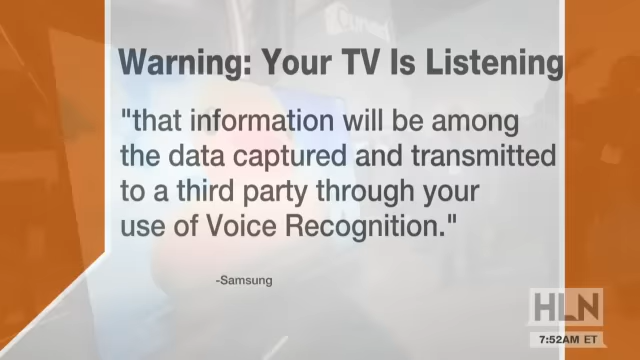 Curved
Warning: Your TV Is Listening
"that information will be among
the data captured and transmitted
to a third party through your
use of Voice Recognition."
-Samsung
HLN
7:52AM ET